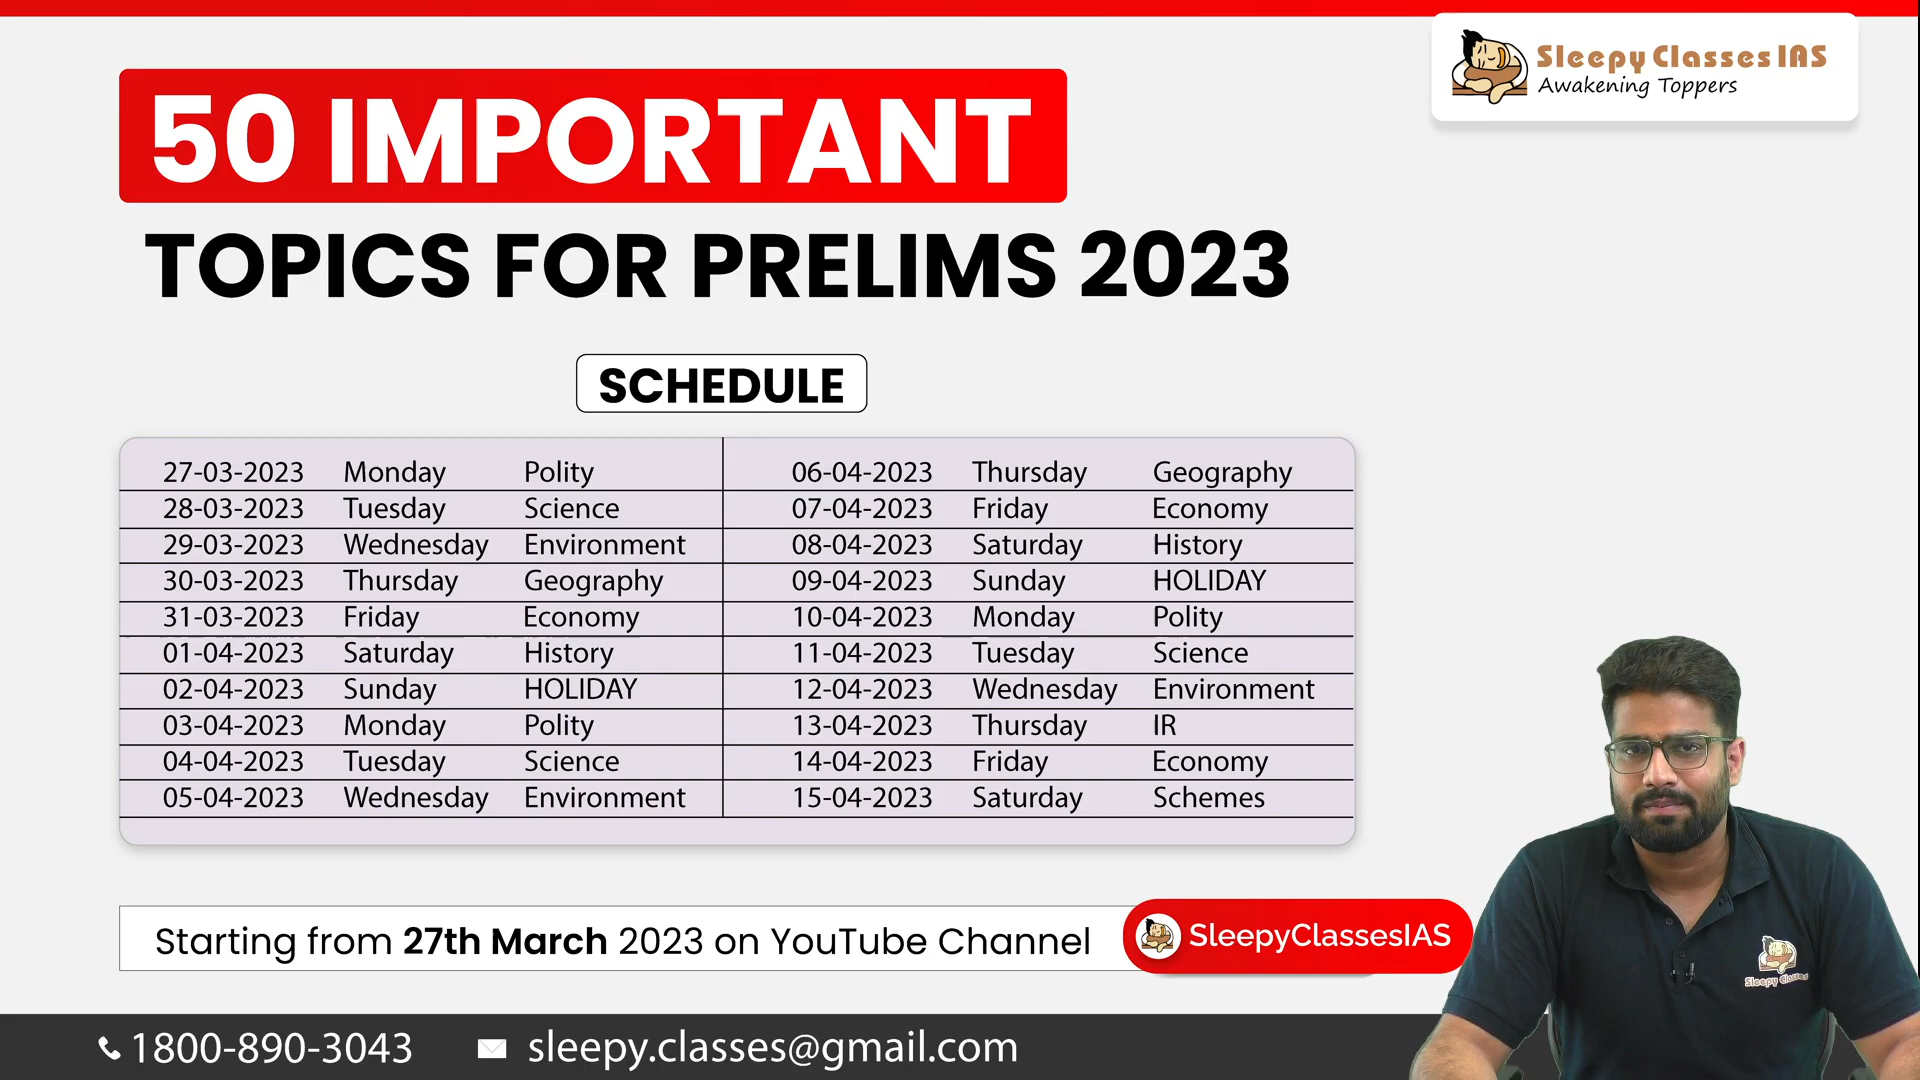 Sleepy Classes IAS
Awakening Toppers
50 IMPORTANT
TOPICS FOR PRELIMS 2023
SCHEDULE
27-03-2023 Monday Polity
28-03-2023 Tuesday Science
29-03-2023 Wednesday Environment
30-03-2023 Thursday Geography
31-03-2023 Friday Economy
01-04-2023 Saturday History
02-04-2023 Sunday HOLIDAY
03-04-2023 Monday Polity
04-04-2023 Tuesday Science
05-04-2023 Wednesday Environment
06-04-2023 Thursday Geography
07-04-2023 Friday Economy
08-04-2023 Saturday History
09-04-2023 Sunday HOLIDAY
10-04-2023 Monday Polity
11-04-2023 Tuesday Science
12-04-2023 Wednesday Environment
13-04-2023 Thursday IR
14-04-2023 Friday Economy
15-04-2023 Saturday Schemes
Starting from 27th March 2023 on YouTube Channel
SleepyClassesIAS
Sleepy Classes
1800-890-3043
sleepy.classes@gmail.com